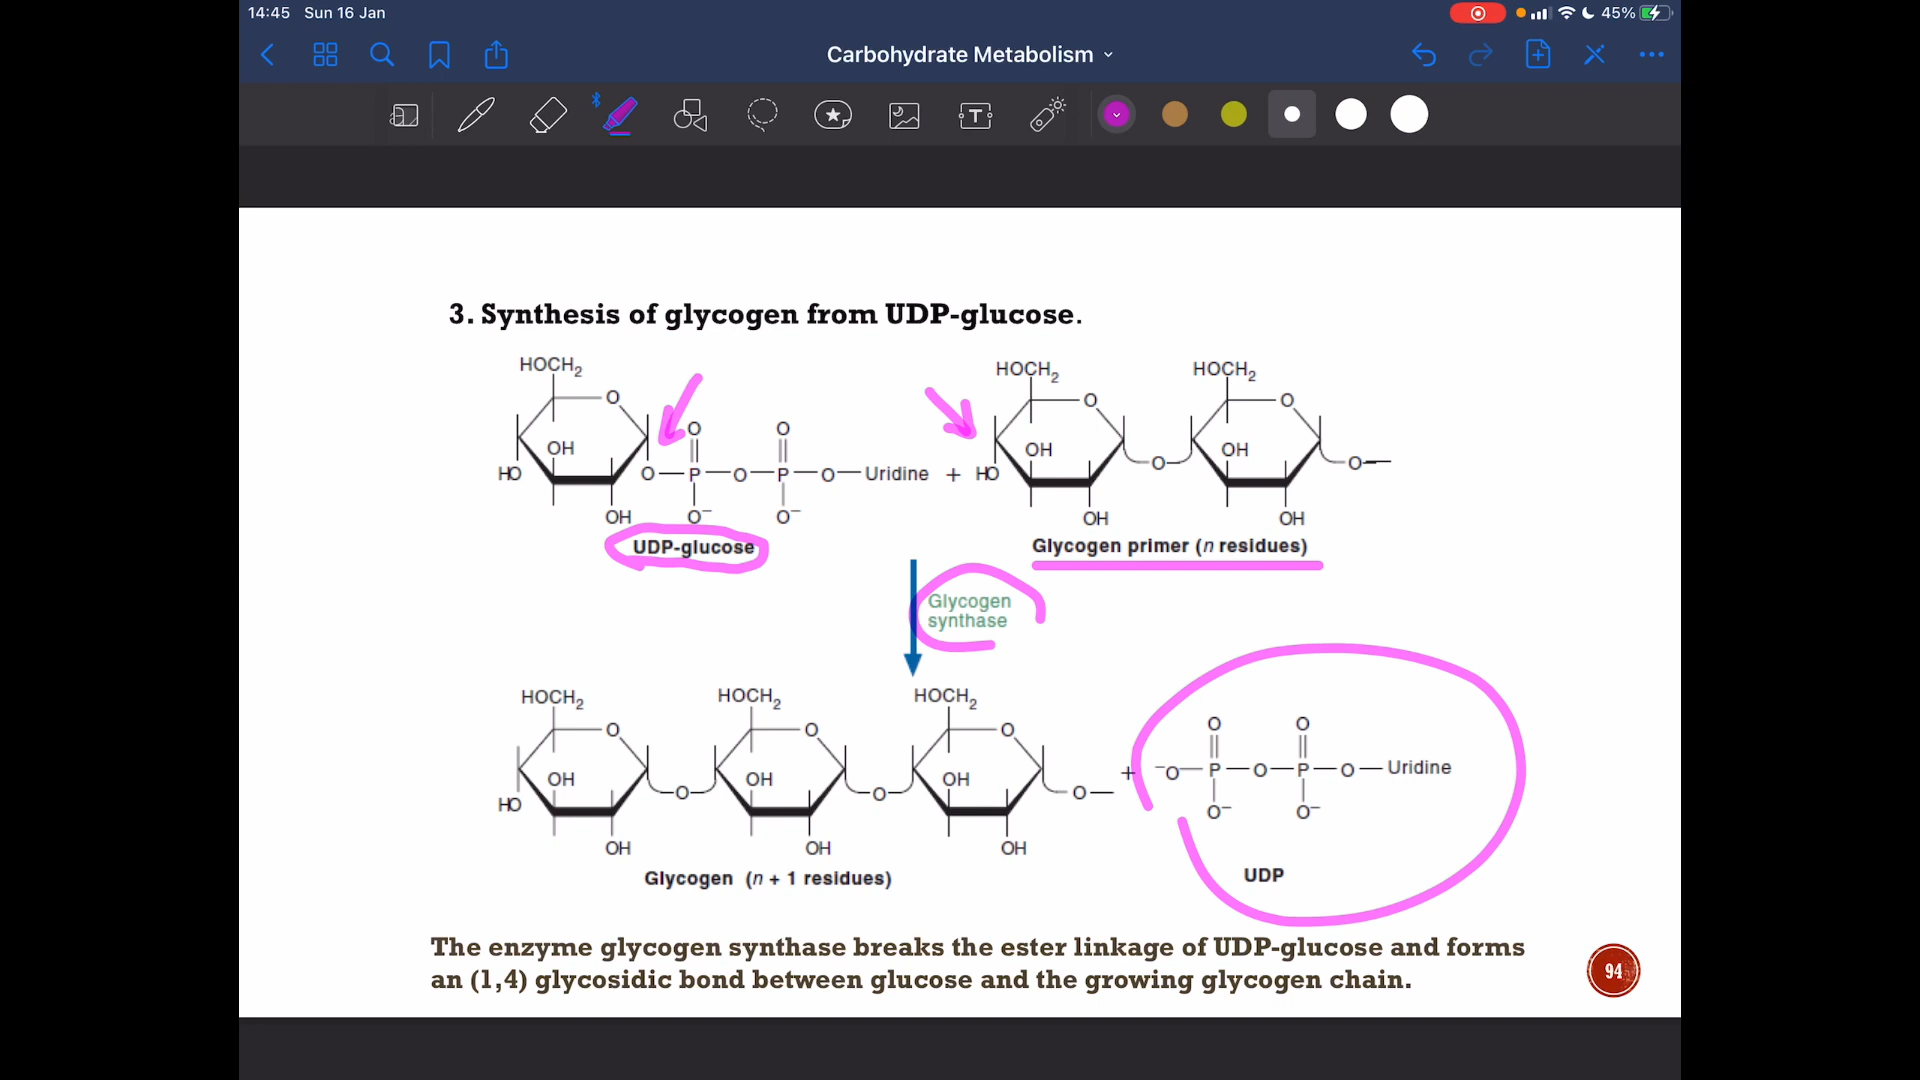 14:45 Sun 16 Jan
45%
Carbohydrate Metabolism
T
3. Synthesis of glycogen from UDP-glucose.
HOCH2 HOCH2 HOCH2
O O O O O
OH OH OH
HO O P O P O Uridine + HO O O
OH O– O– OH OH
UDP-glucose Glycogen primer (n residues)
Glycogen
synthase
HOCH2 HOCH2 HOCH2
O O O O O
OH OH OH + –O P O P O Uridine
HO O O O O– O–
OH OH OH
Glycogen (n + 1 residues) UDP
The enzyme glycogen synthase breaks the ester linkage of UDP-glucose and forms
an (1,4) glycosidic bond between glucose and the growing glycogen chain.
94